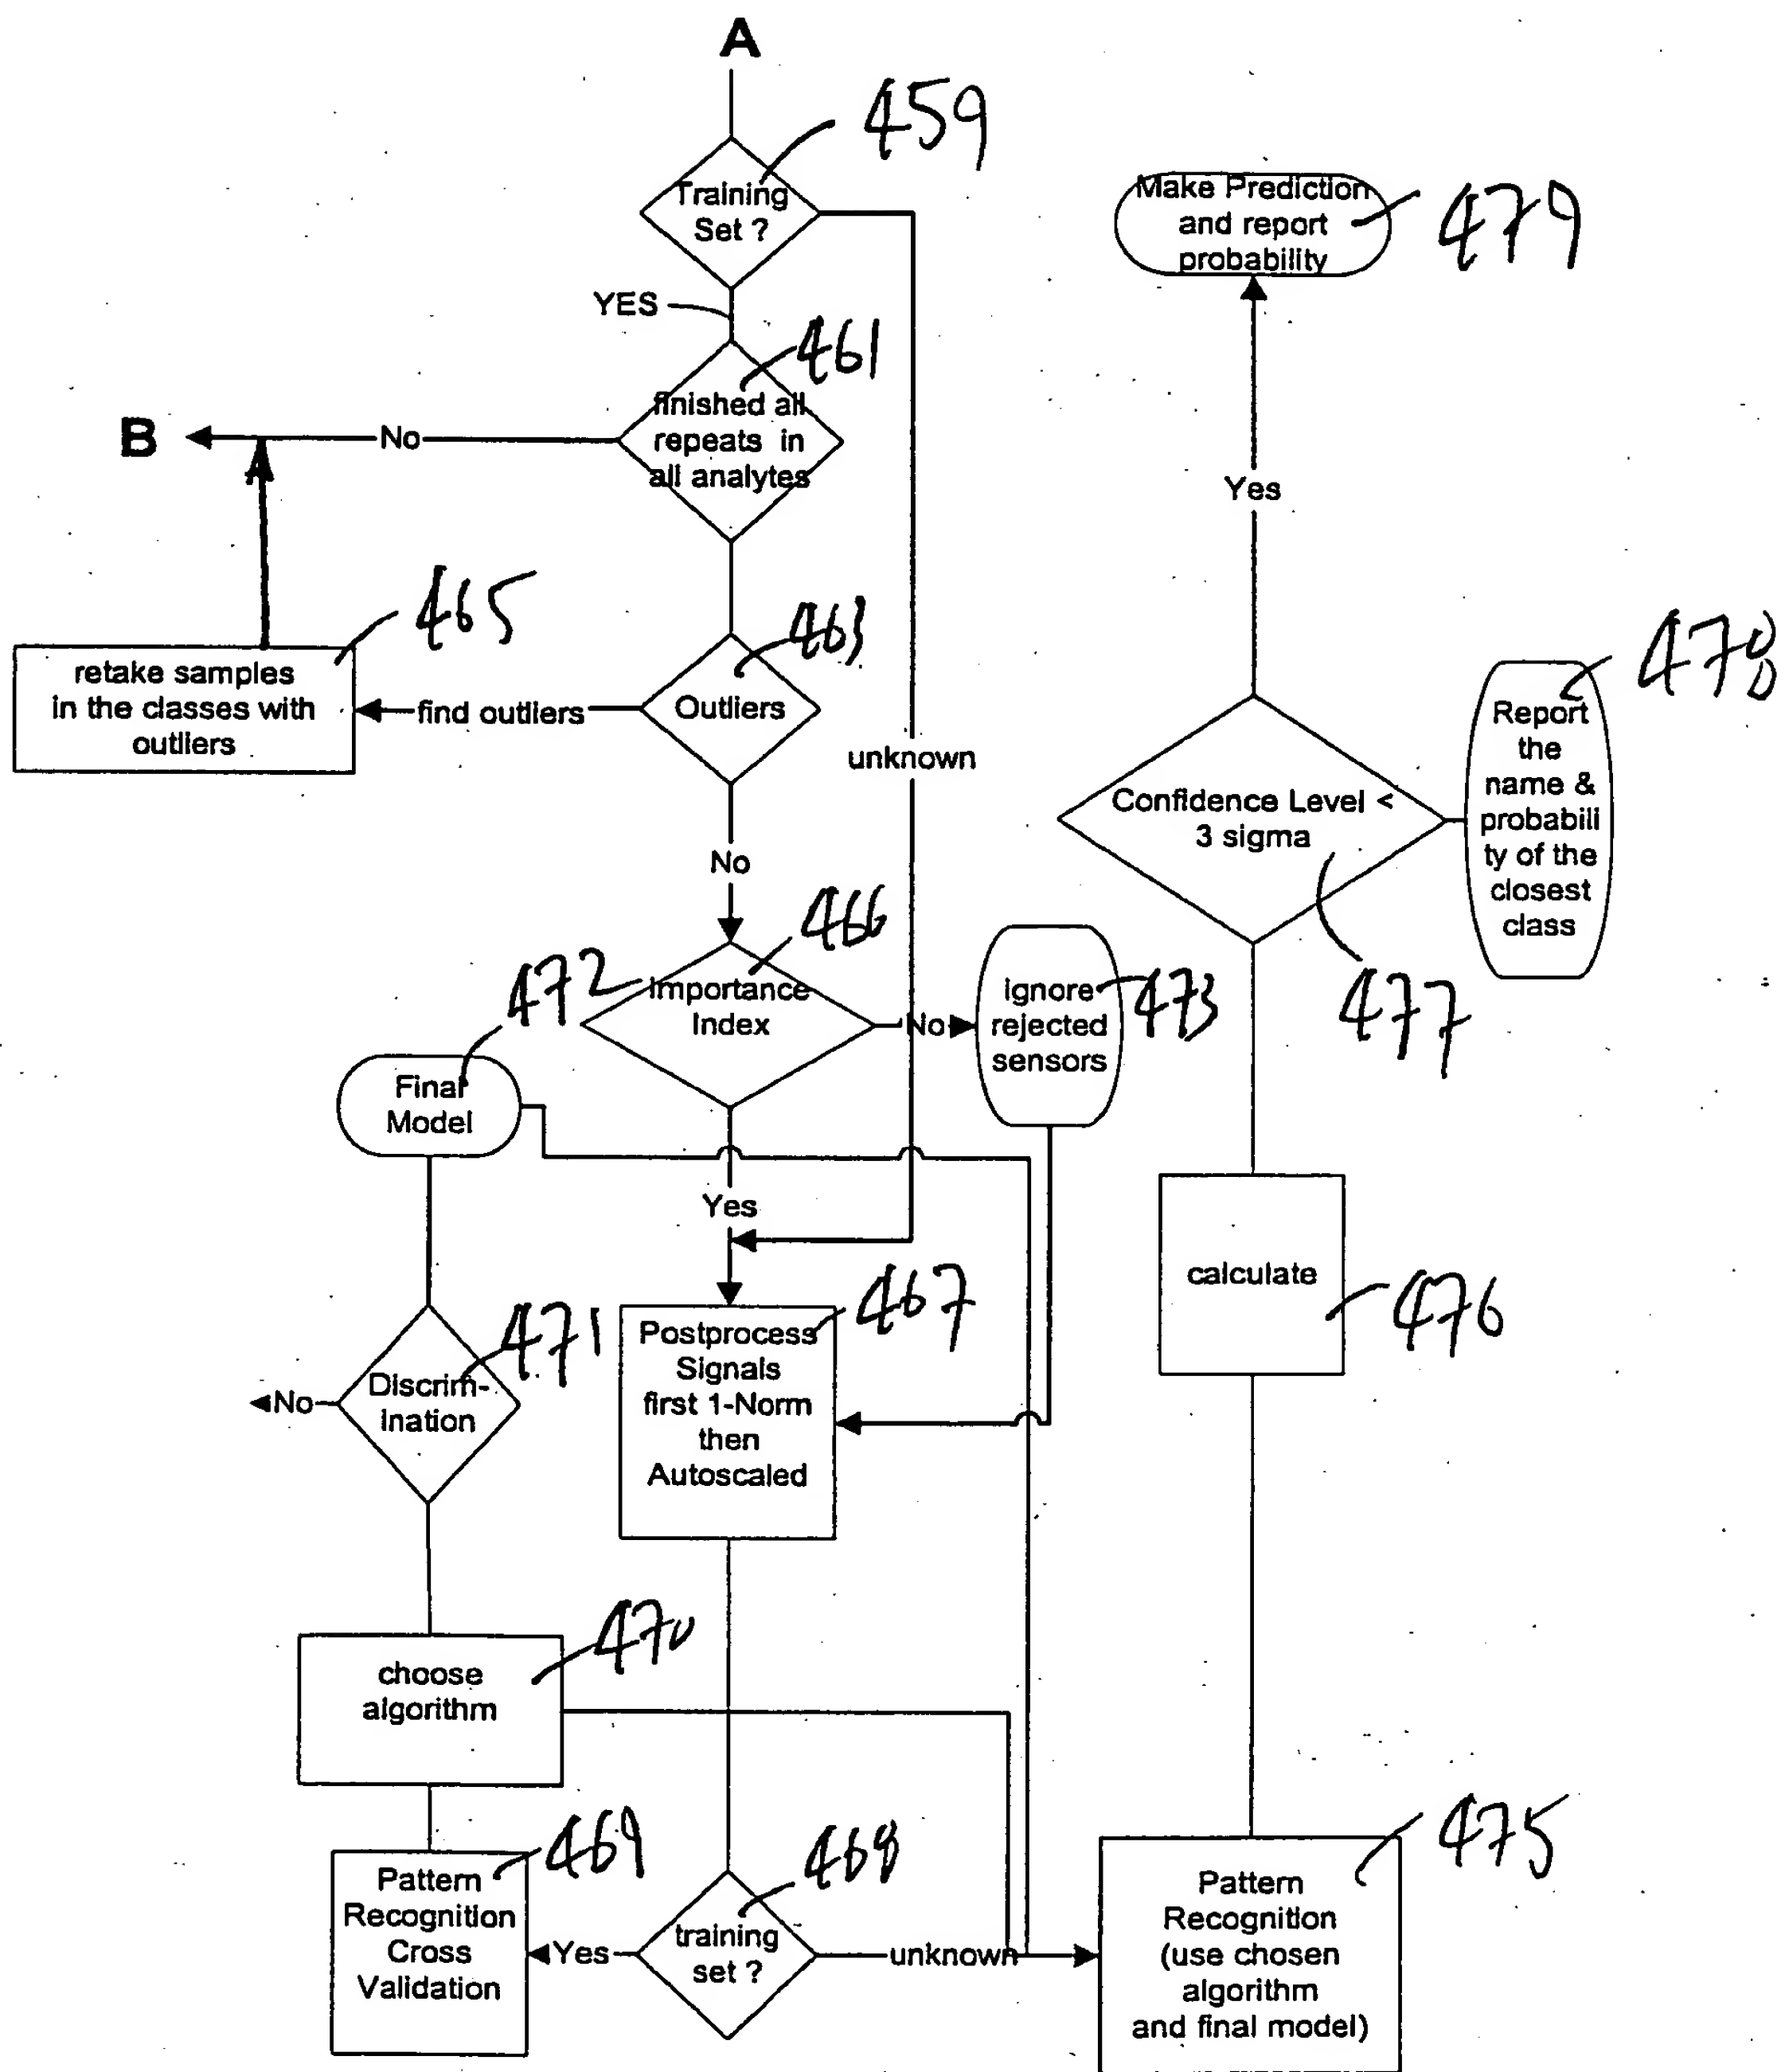 A
459
Training
Set ?
Make Prediction
and report
probability
479
YES
461
finished all
repeats in
all analytes
B
No
Yes
465
retake samples
in the classes with
outliers
find outliers
463
Outliers
unknown
478
Report
the
name &
probabili
ty of the
closest
class
Confidence Level <
3 sigma
477
No
466
Importance
Index
No
ignore
rejected
sensors
473
472
Final
Model
Yes
calculate
476
467
Postprocess
Signals
first 1-Norm
then
Autoscaled
471
Discrim-
ination
No
470
choose
algorithm
469
Pattern
Recognition
Cross
Validation
Yes
468
training
set ?
unknown
475
Pattern
Recognition
(use chosen
algorithm
and final model)